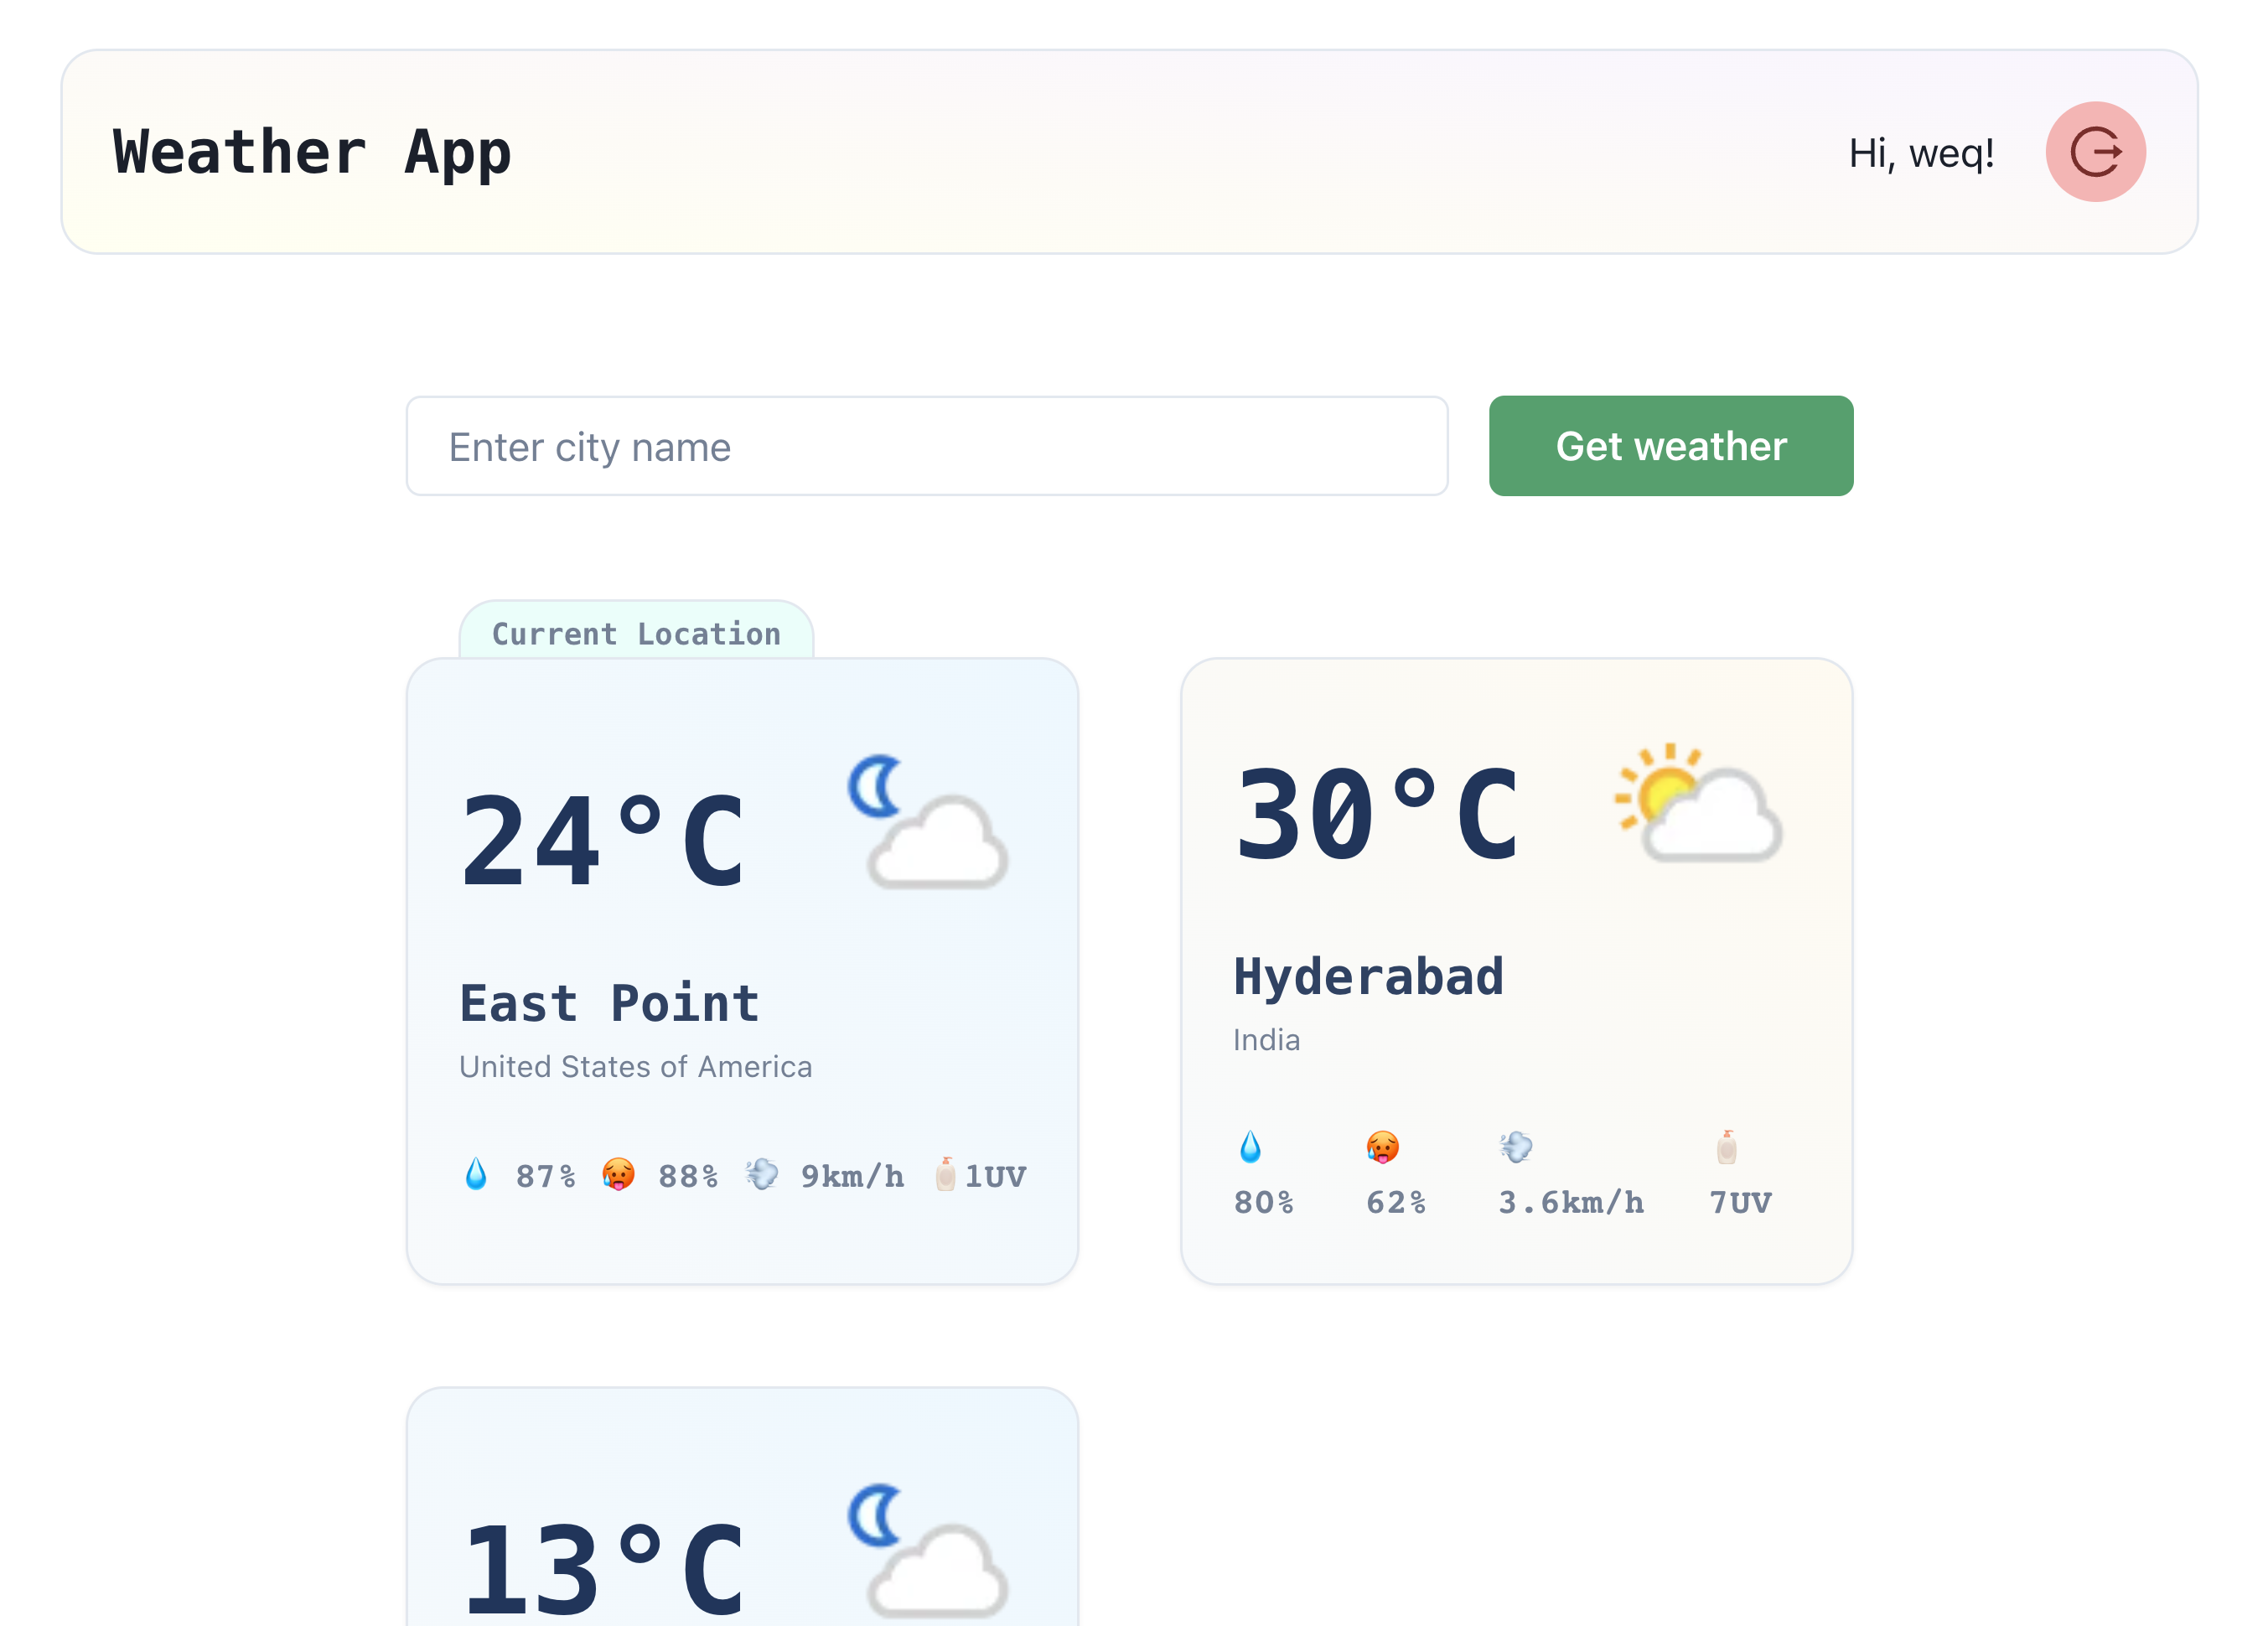 Weather App
Hi, weq!
Enter city name
Get weather
Current Location
24°C
East Point
United States of America
💧 87% 🥵 88% 💨 9km/h 🧴1UV
30°C
Hyderabad
India
💧 🥵 💨 🧴
80% 62% 3.6km/h 7UV
13°C